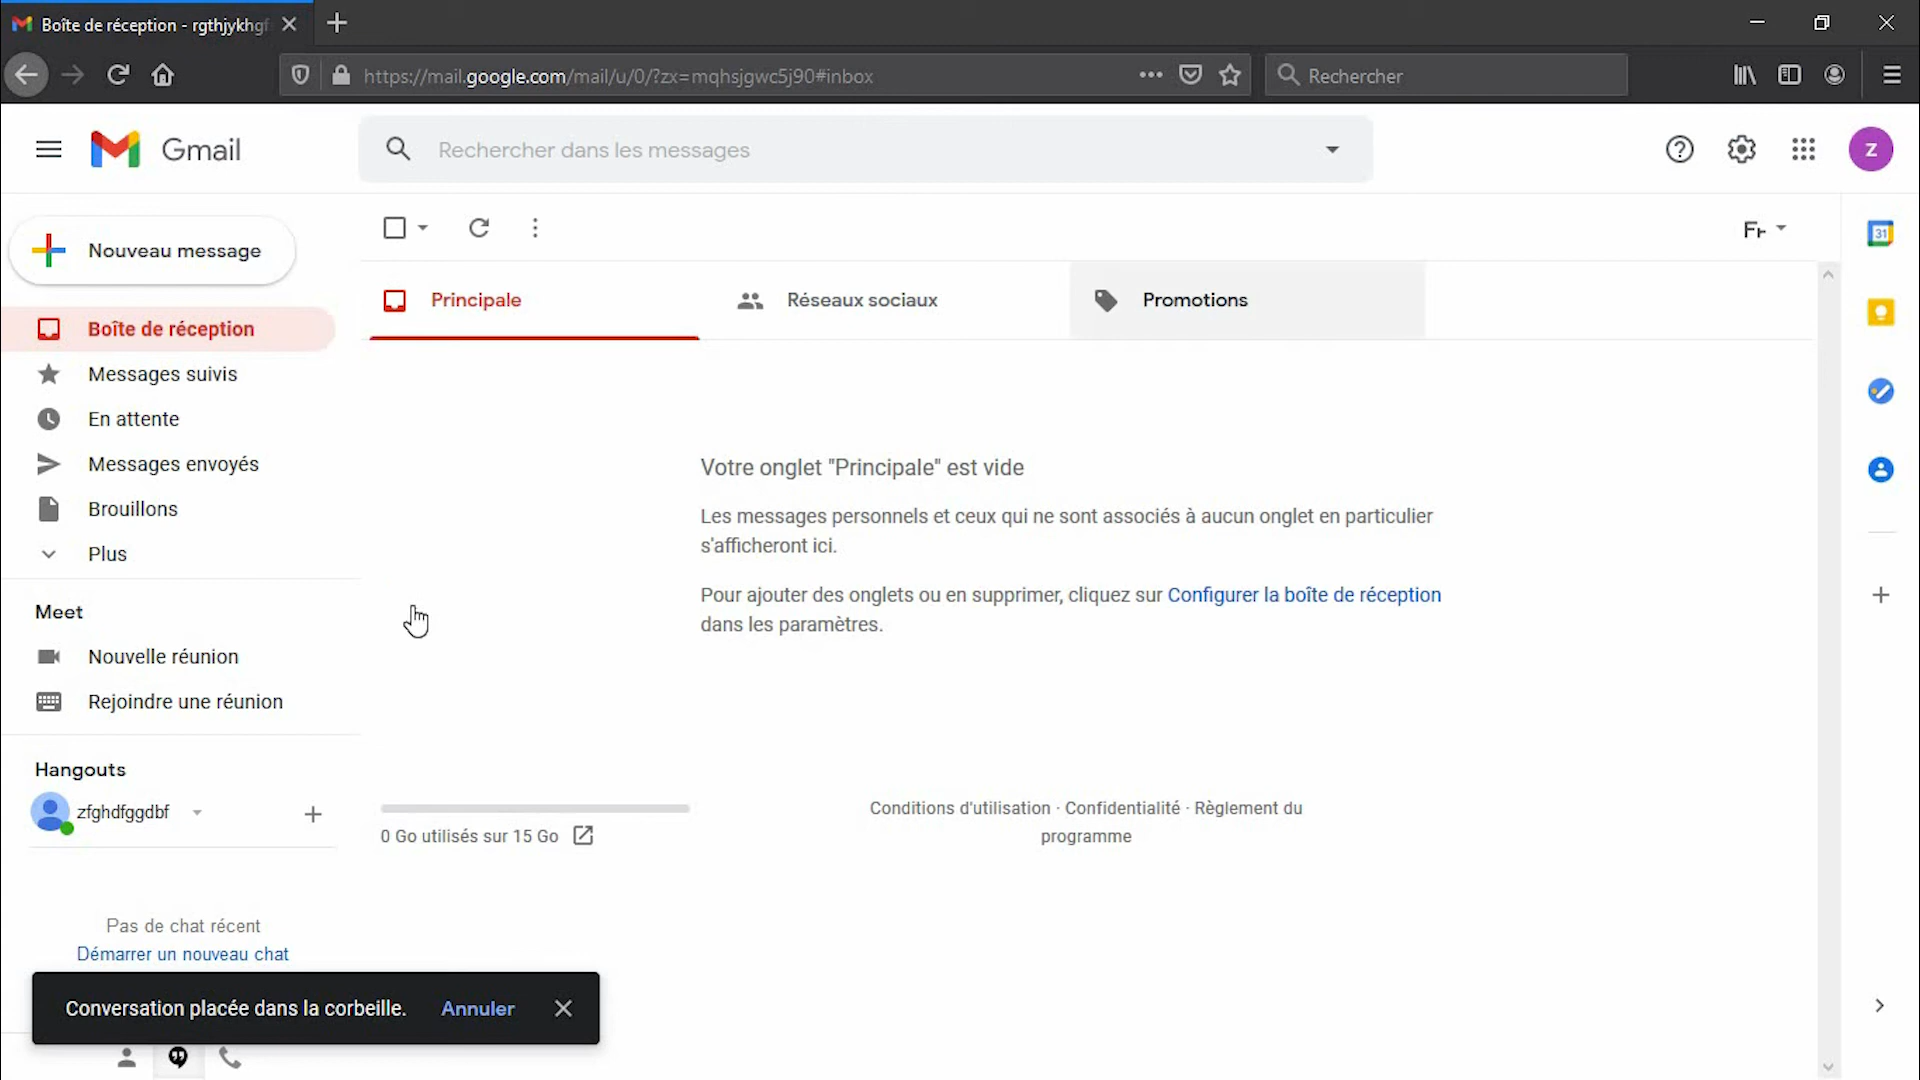 Boîte de réception - rgthjykhgf
https://mail.google.com/mail/u/0/?zx=mqhsjgwc5j90#inbox
Rechercher
Gmail
Rechercher dans les messages
z
Nouveau message
Fr
31
Principale
Réseaux sociaux
Promotions
Boîte de réception
Messages suivis
En attente
Messages envoyés
Brouillons
Plus
Votre onglet "Principale" est vide
Les messages personnels et ceux qui ne sont associés à aucun onglet en particulier
s'afficheront ici.
Pour ajouter des onglets ou en supprimer, cliquez sur Configurer la boîte de réception
dans les paramètres.
Meet
Nouvelle réunion
Rejoindre une réunion
Hangouts
zfghdfggdbf
0 Go utilisés sur 15 Go
Conditions d'utilisation · Confidentialité · Règlement du
programme
Pas de chat récent
Démarrer un nouveau chat
Conversation placée dans la corbeille. Annuler